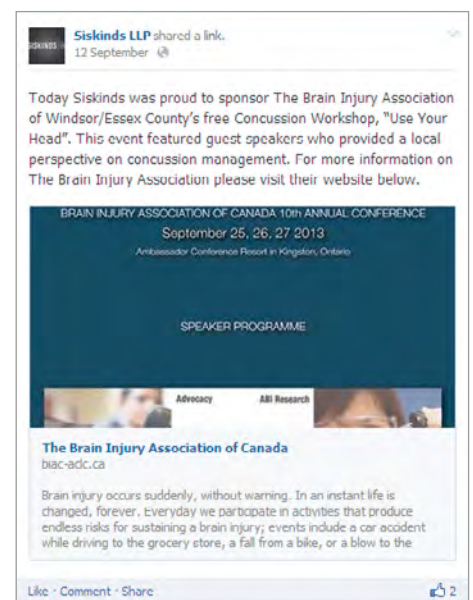 SISKINDS
Siskinds LLP shared a link.
12 September
Today Siskinds was proud to sponsor The Brain Injury Association
of Windsor/Essex County's free Concussion Workshop, "Use Your
Head". This event featured guest speakers who provided a local
perspective on concussion management. For more information on
The Brain Injury Association please visit their website below.
BRAIN INJURY ASSOCIATION OF CANADA 10th ANNUAL CONFERENCE
September 25, 26, 27 2013
Ambassador Conference Resort in Kingston, Ontario
SPEAKER PROGRAMME
Advocacy ABI Research
The Brain Injury Association of Canada
biac-aclc.ca
Brain injury occurs suddenly, without warning. In an instant life is
changed, forever. Everyday we participate in activities that produce
endless risks for sustaining a brain injury; events include a car accident
while driving to the grocery store, a fall from a bike, or a blow to the
Like · Comment · Share 2